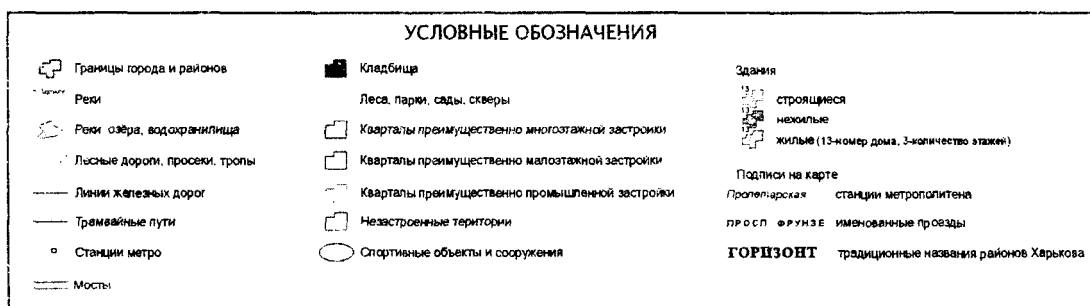 УСЛОВНЫЕ ОБОЗНАЧЕНИЯ
Границы города и районов
Реки
Реки озёра, водохранилища
Лесные дороги, просеки, тропы
Линии железных дорог
Трамвайные пути
Станции метро
Мосты
Кладбища
Леса, парки, сады, скверы
Кварталы преимущественно многоэтажной застройки
Кварталы преимущественно малоэтажной застройки
Кварталы преимущественно промышленной застройки
Незастроенные територии
Спортивные объекты и сооружения
Здания
строящиеся
нежилые
жилые (13-номер дома, 3-количество этажей)
Подписи на карте
Пролетарская станции метрополитена
ПРОСП ФРУНЗЕ именованные проезды
ГОРИЗОНТ традиционные названия районов Харькова